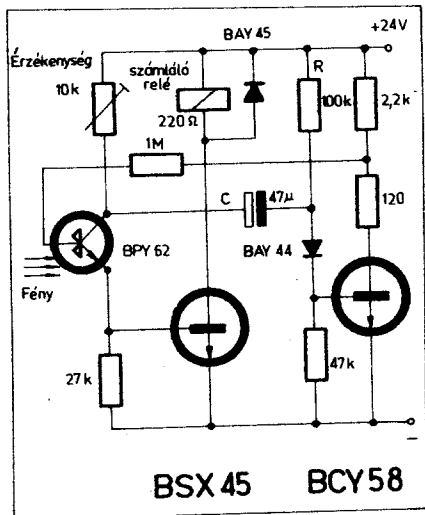 BAY 45
+24V
Érzékenység
10k
számláló
relé
220 Ω
R
100k
2,2k
1M
C
47µ
120
BPY 62
BAY 44
Fény
27k
47k
–
BSX 45
BCY 58